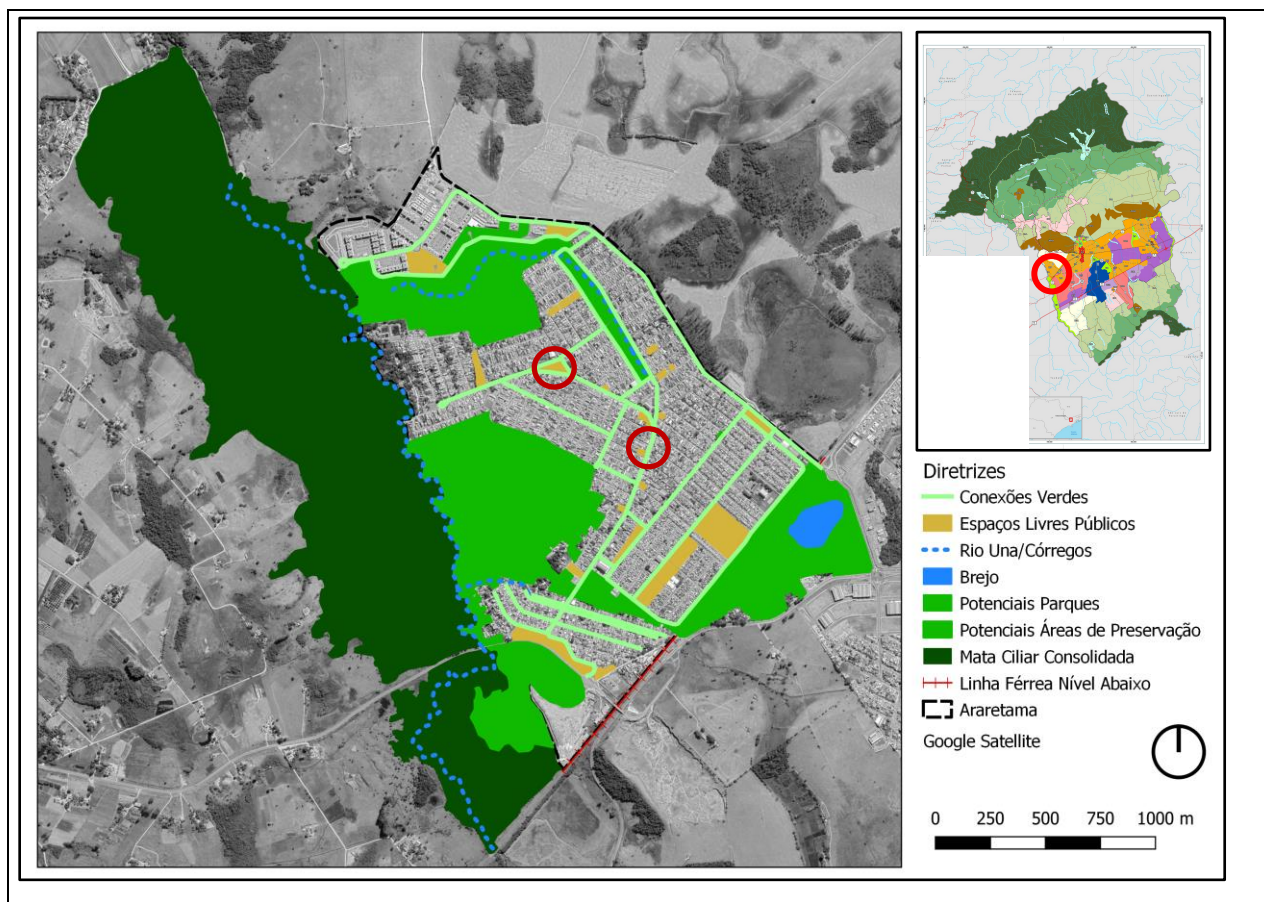 Diretrizes
Conexões Verdes
Espaços Livres Públicos
Rio Una/Córregos
Brejo
Potenciais Parques
Potenciais Áreas de Preservação
Mata Ciliar Consolidada
Linha Férrea Nível Abaixo
Araretama
Google Satellite
0 250 500 750 1000 m